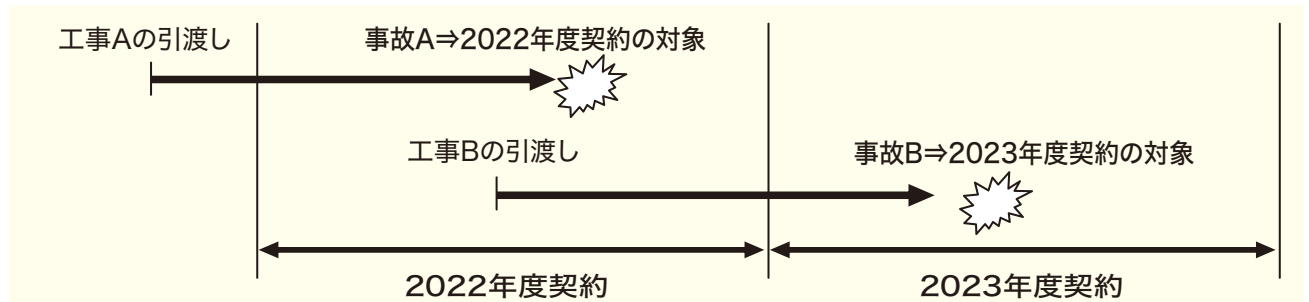 工事Aの引渡し
事故A⇒2022年度契約の対象
工事Bの引渡し
事故B⇒2023年度契約の対象
2022年度契約
2023年度契約